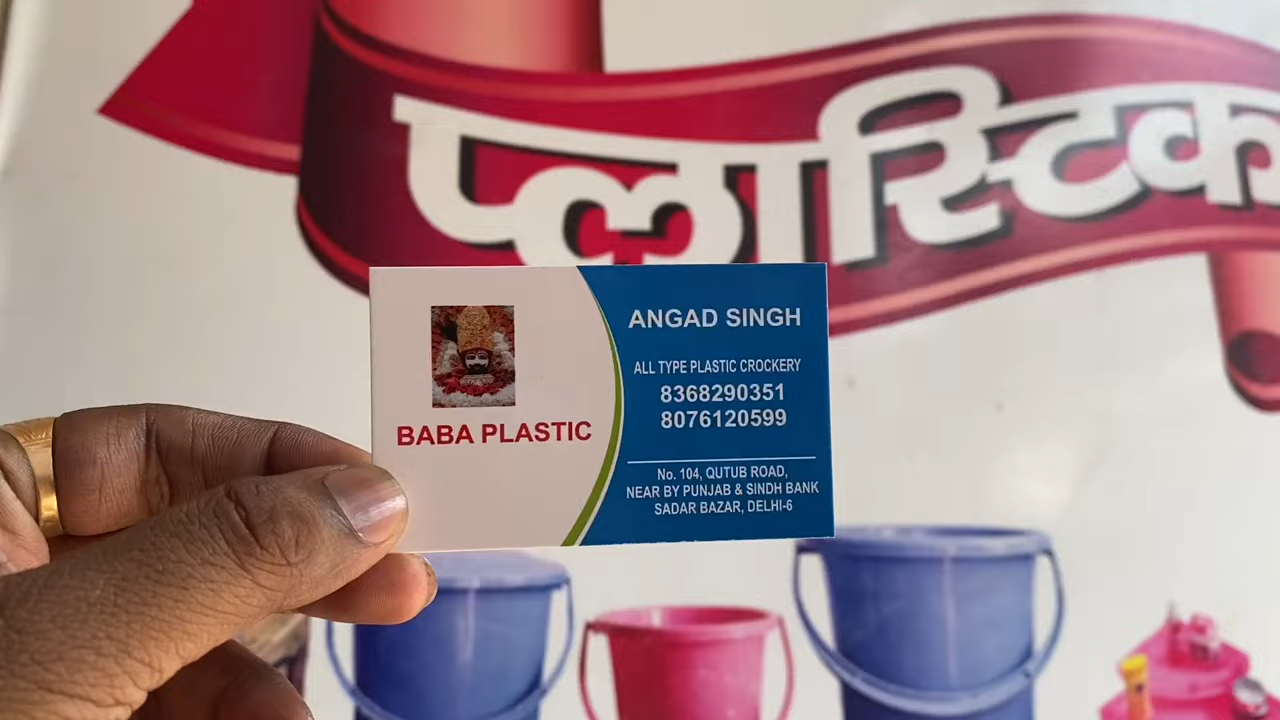 प्लास्टिक
BABA PLASTIC
ANGAD SINGH
ALL TYPE PLASTIC CROCKERY
8368290351
8076120599
No. 104, QUTUB ROAD,
NEAR BY PUNJAB & SINDH BANK
SADAR BAZAR, DELHI-6